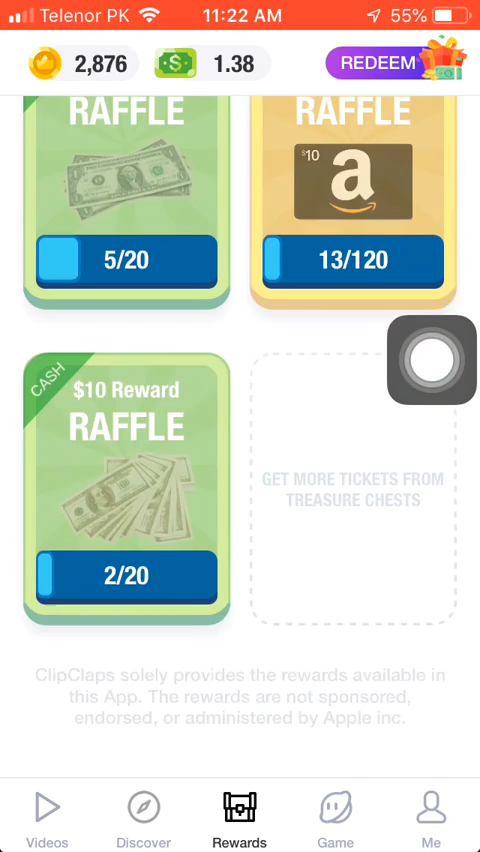 Telenor PK 11:22 AM 55%
2,876 $ 1.38 REDEEM
RAFFLE RAFFLE
$10 a
5/20 13/120
CASH
$10 Reward
RAFFLE
2/20
GET MORE TICKETS FROM
TREASURE CHESTS
ClipClaps solely provides the rewards available in
this App. The rewards are not sponsored,
endorsed, or administered by Apple inc.
Videos Discover Rewards Game Me